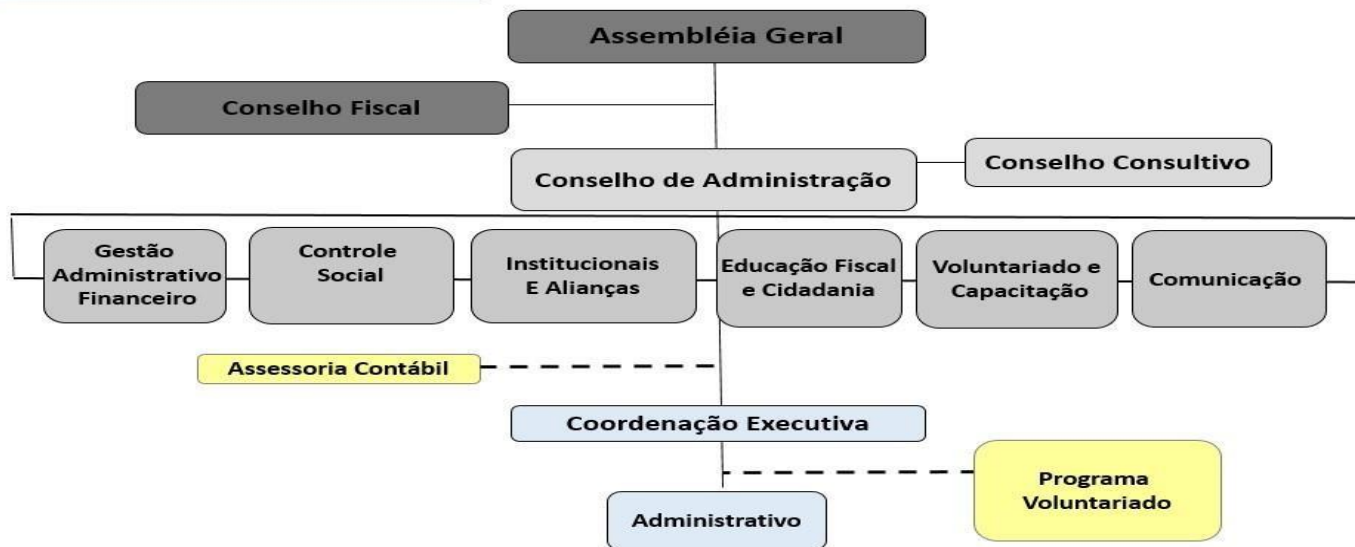 Assembléia Geral
Conselho Fiscal
Conselho Consultivo
Conselho de Administração
Gestão
Administrativo
Financeiro
Controle
Social
Institucionais
E Alianças
Educação Fiscal
e Cidadania
Voluntariado e
Capacitação
Comunicação
Assessoria Contábil
Coordenação Executiva
Programa
Voluntariado
Administrativo